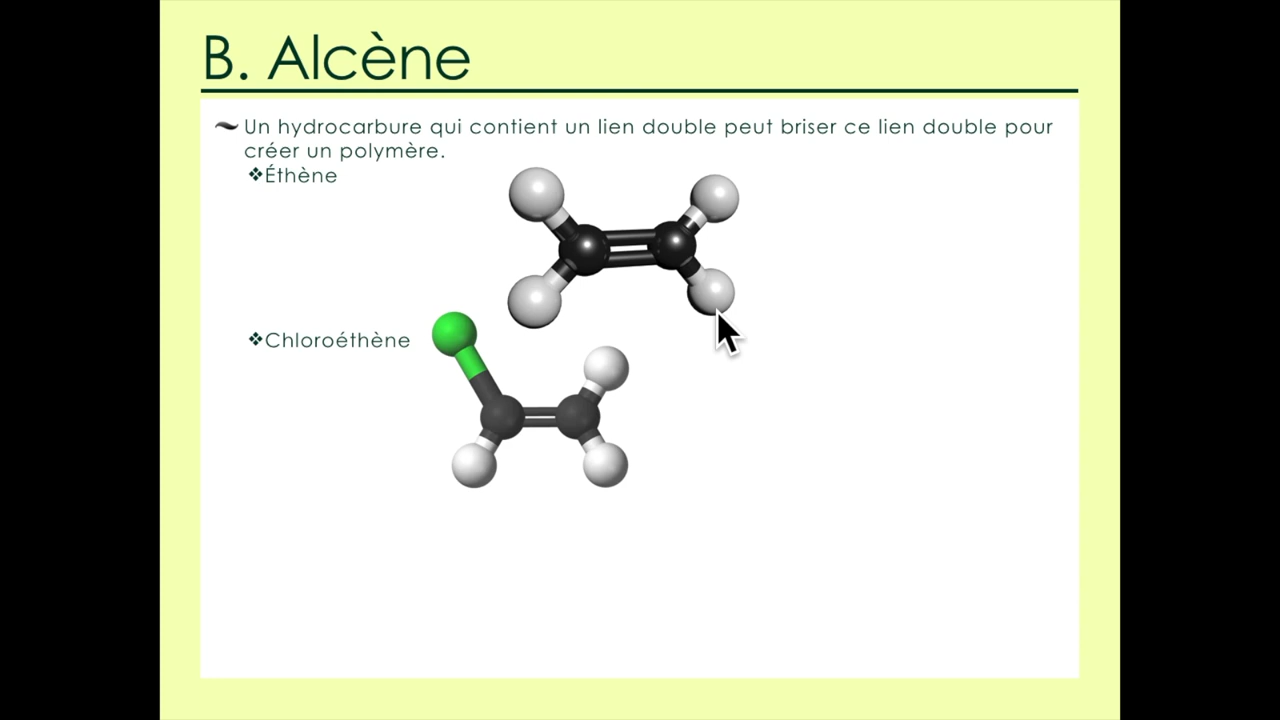 B. Alcène
Un hydrocarbure qui contient un lien double peut briser ce lien double pour
créer un polymère.
❖Éthène
❖Chloroéthène